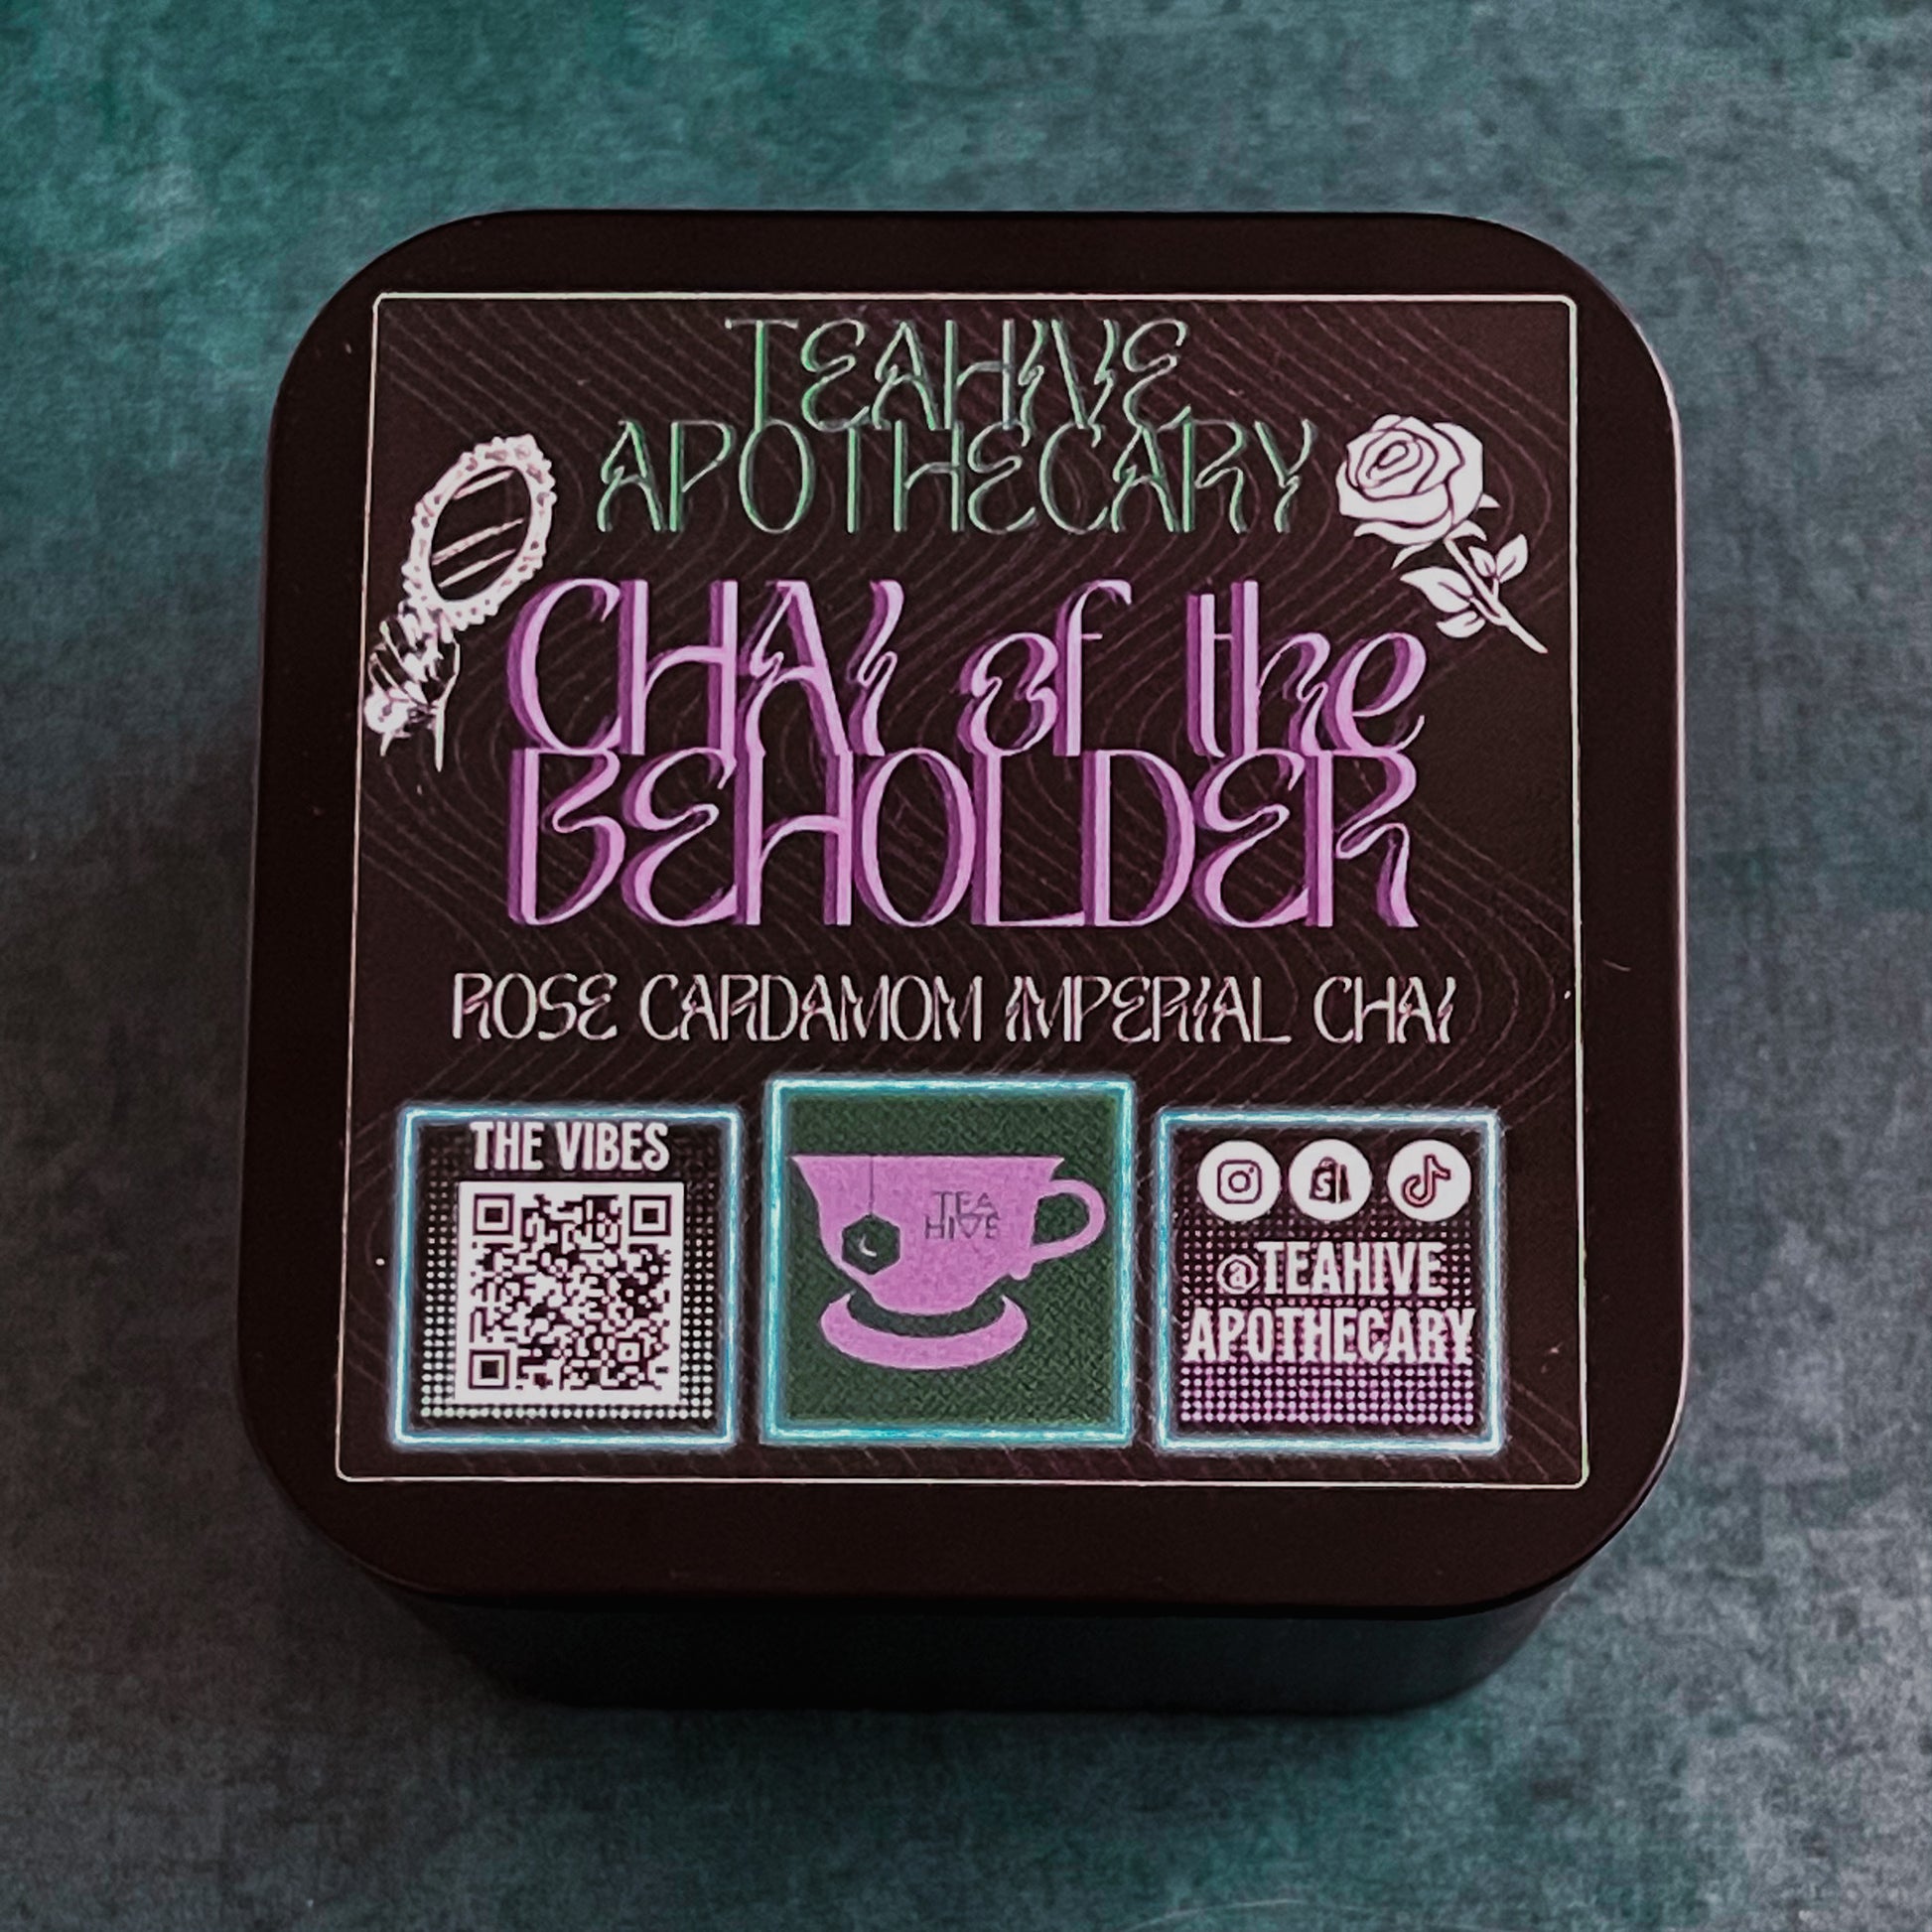 TEAHIVE
APOTHECARY
CHAI of the
BEHOLDER
ROSE CARDAMOM IMPERIAL CHAI
THE VIBES
TEA
HIVE
@TEAHIVE
APOTHECARY